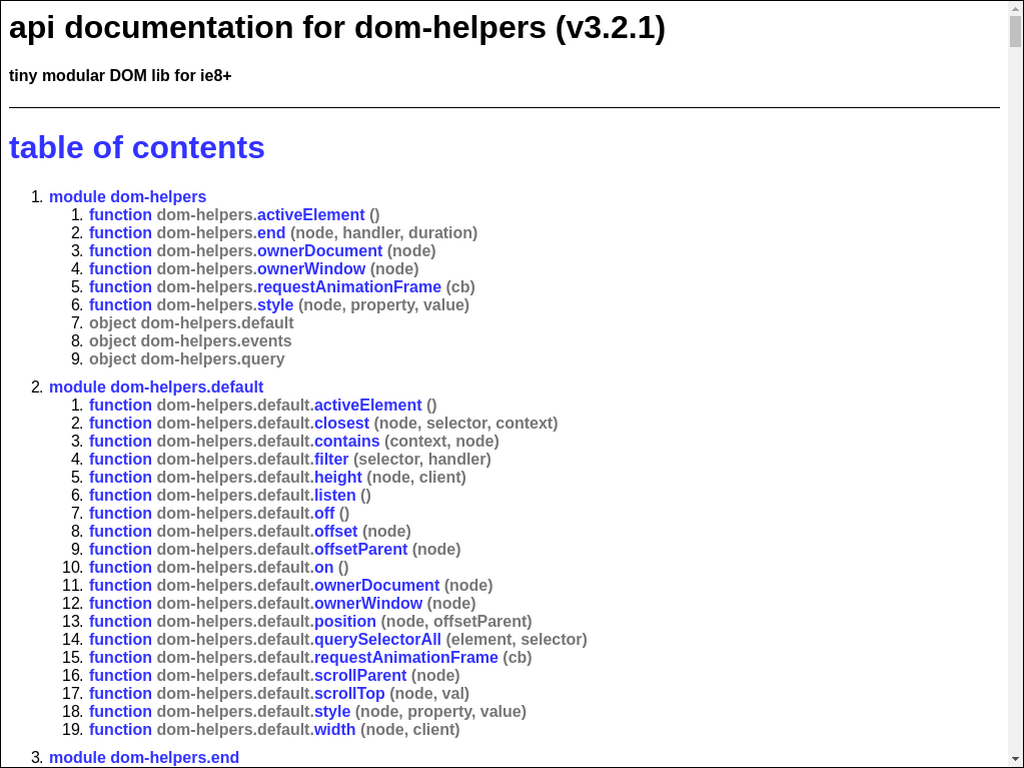 api documentation for dom-helpers (v3.2.1)
tiny modular DOM lib for ie8+
table of contents
1. module dom-helpers
1. function dom-helpers.activeElement ()
2. function dom-helpers.end (node, handler, duration)
3. function dom-helpers.ownerDocument (node)
4. function dom-helpers.ownerWindow (node)
5. function dom-helpers.requestAnimationFrame (cb)
6. function dom-helpers.style (node, property, value)
7. object dom-helpers.default
8. object dom-helpers.events
9. object dom-helpers.query
2. module dom-helpers.default
1. function dom-helpers.default.activeElement ()
2. function dom-helpers.default.closest (node, selector, context)
3. function dom-helpers.default.contains (context, node)
4. function dom-helpers.default.filter (selector, handler)
5. function dom-helpers.default.height (node, client)
6. function dom-helpers.default.listen ()
7. function dom-helpers.default.off ()
8. function dom-helpers.default.offset (node)
9. function dom-helpers.default.offsetParent (node)
10. function dom-helpers.default.on ()
11. function dom-helpers.default.ownerDocument (node)
12. function dom-helpers.default.ownerWindow (node)
13. function dom-helpers.default.position (node, offsetParent)
14. function dom-helpers.default.querySelectorAll (element, selector)
15. function dom-helpers.default.requestAnimationFrame (cb)
16. function dom-helpers.default.scrollParent (node)
17. function dom-helpers.default.scrollTop (node, val)
18. function dom-helpers.default.style (node, property, value)
19. function dom-helpers.default.width (node, client)
3. module dom-helpers.end